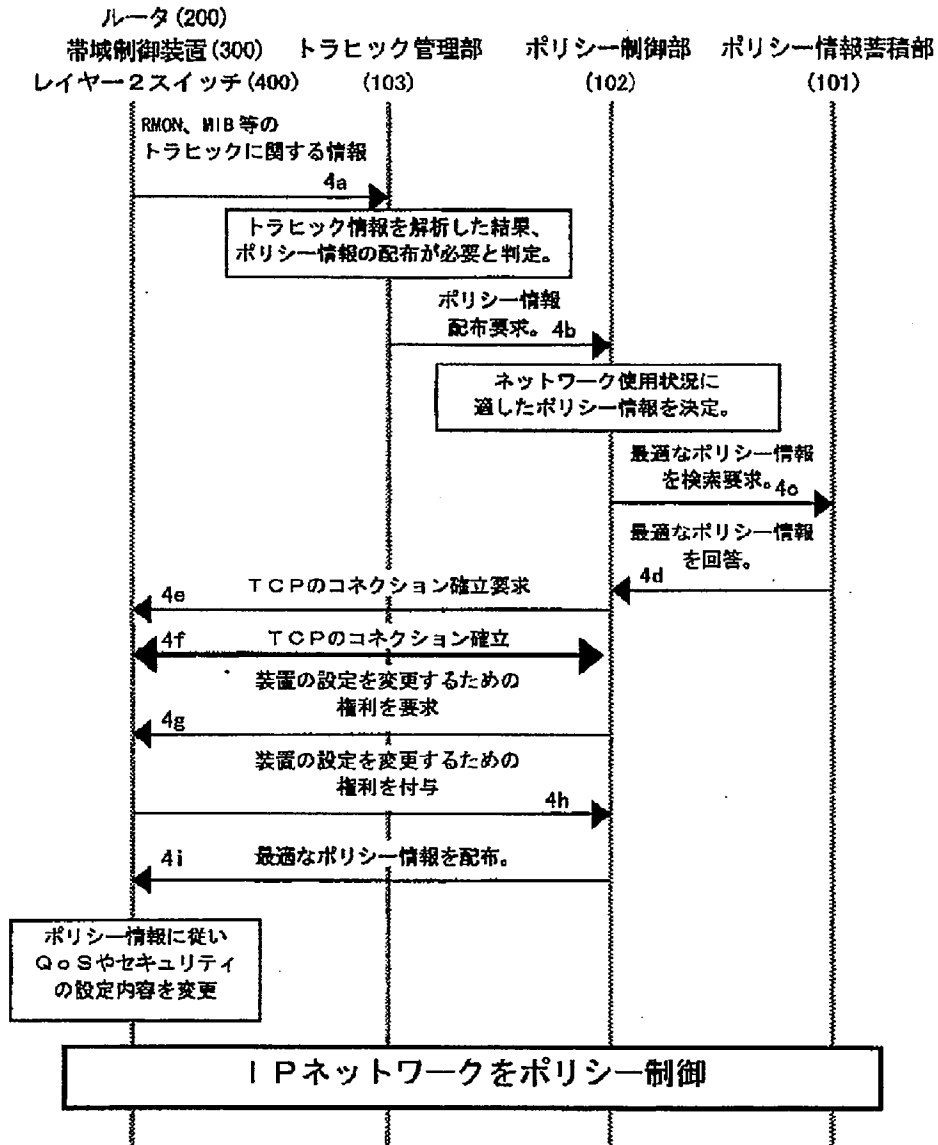 ルータ(200)
帯域制御装置(300)
レイヤー2スイッチ(400)
トラヒック管理部
(103)
ポリシー制御部
(102)
ポリシー情報蓄積部
(101)
RMON、MIB等の
トラヒックに関する情報
4a
トラヒック情報を解析した結果、
ポリシー情報の配布が必要と判定。
ポリシー情報
配布要求。 4b
ネットワーク使用状況に
適したポリシー情報を決定。
最適なポリシー情報
を検索要求。4c
最適なポリシー情報
を回答。
4d
4e TCPのコネクション確立要求
4f TCPのコネクション確立
装置の設定を変更するための
権利を要求
4g
装置の設定を変更するための
権利を付与
4h
4i 最適なポリシー情報を配布。
ポリシー情報に従い
QoSやセキュリティ
の設定内容を変更
IPネットワークをポリシー制御